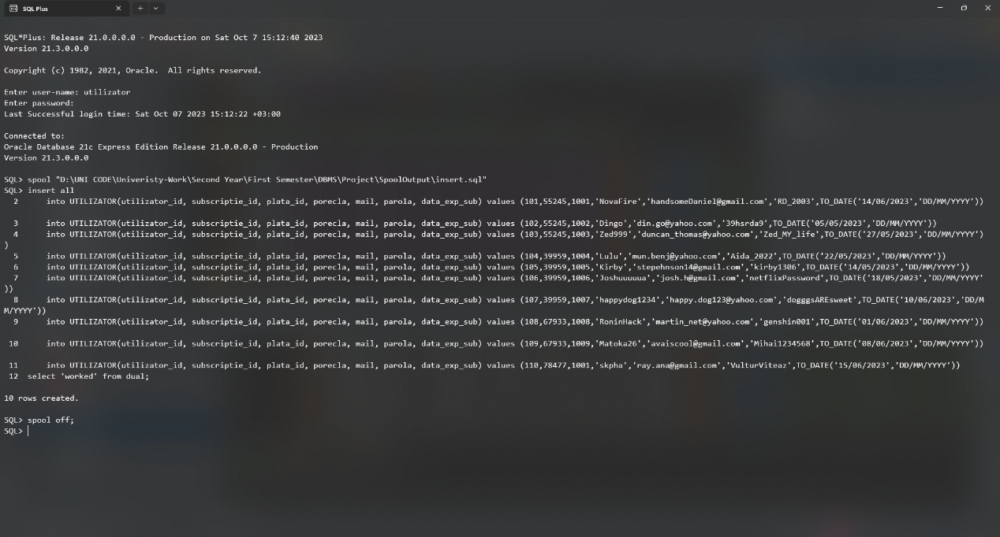 SQL Plus
SQL*Plus: Release 21.0.0.0.0 - Production on Sat Oct 7 15:12:40 2023
Version 21.3.0.0.0
Copyright (c) 1982, 2021, Oracle.  All rights reserved.
Enter user-name: utilizator
Enter password:
Last Successful login time: Sat Oct 07 2023 15:12:22 +03:00
Connected to:
Oracle Database 21c Express Edition Release 21.0.0.0.0 - Production
Version 21.3.0.0.0
SQL> spool "D:\UNI CODE\Univeristy-Work\Second Year\First Semester\DBMS\Project\SpoolOutput\insert.sql"
SQL> insert all
2      into UTILIZATOR(utilizator_id, subscriptie_id, plata_id, porecla, mail, parola, data_exp_sub) values (101,55245,1001,'NovaFire','handsomeDaniel@gmail.com','RD_2003',TO_DATE('14/06/2023','DD/MM/YYYY'))
3      into UTILIZATOR(utilizator_id, subscriptie_id, plata_id, porecla, mail, parola, data_exp_sub) values (102,55245,1002,'Dingo','din.go@yahoo.com','39hsrda9',TO_DATE('05/05/2023','DD/MM/YYYY'))
4      into UTILIZATOR(utilizator_id, subscriptie_id, plata_id, porecla, mail, parola, data_exp_sub) values (103,55245,1003,'Zed999','duncan_thomas@yahoo.com','Zed_MY_life',TO_DATE('27/05/2023','DD/MM/YYYY')
)
5      into UTILIZATOR(utilizator_id, subscriptie_id, plata_id, porecla, mail, parola, data_exp_sub) values (104,39959,1004,'Lulu','mun.benj@yahoo.com','Aida_2022',TO_DATE('22/05/2023','DD/MM/YYYY'))
6      into UTILIZATOR(utilizator_id, subscriptie_id, plata_id, porecla, mail, parola, data_exp_sub) values (105,39959,1005,'Kirby','stepehnson14@gmail.com','kirby1306',TO_DATE('14/05/2023','DD/MM/YYYY'))
7      into UTILIZATOR(utilizator_id, subscriptie_id, plata_id, porecla, mail, parola, data_exp_sub) values (106,39959,1006,'Joshuuuuua','josh.h@gmail.com','netflixPassword',TO_DATE('18/05/2023','DD/MM/YYYY'
))
8      into UTILIZATOR(utilizator_id, subscriptie_id, plata_id, porecla, mail, parola, data_exp_sub) values (107,39959,1007,'happydog1234','happy.dog123@yahoo.com','dogggsAREsweet',TO_DATE('10/06/2023','DD/M
M/YYYY'))
9      into UTILIZATOR(utilizator_id, subscriptie_id, plata_id, porecla, mail, parola, data_exp_sub) values (108,67933,1008,'RoninHack','martin_net@yahoo.com','genshin001',TO_DATE('01/06/2023','DD/MM/YYYY'))
10      into UTILIZATOR(utilizator_id, subscriptie_id, plata_id, porecla, mail, parola, data_exp_sub) values (109,67933,1009,'Matoka26','avaiscool@gmail.com','Mihai1234568',TO_DATE('08/06/2023','DD/MM/YYYY'))
11      into UTILIZATOR(utilizator_id, subscriptie_id, plata_id, porecla, mail, parola, data_exp_sub) values (110,78477,1001,'skpha','ray.ana@gmail.com','VulturViteaz',TO_DATE('15/06/2023','DD/MM/YYYY'))
12  select 'worked' from dual;
10 rows created.
SQL> spool off;
SQL>